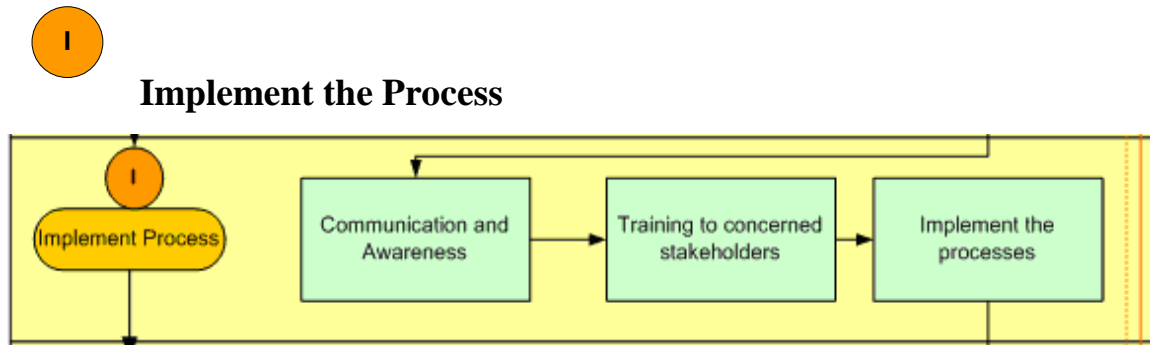 I
Implement the Process
I
Implement Process
Communication and
Awareness
Training to concerned
stakeholders
Implement the
processes